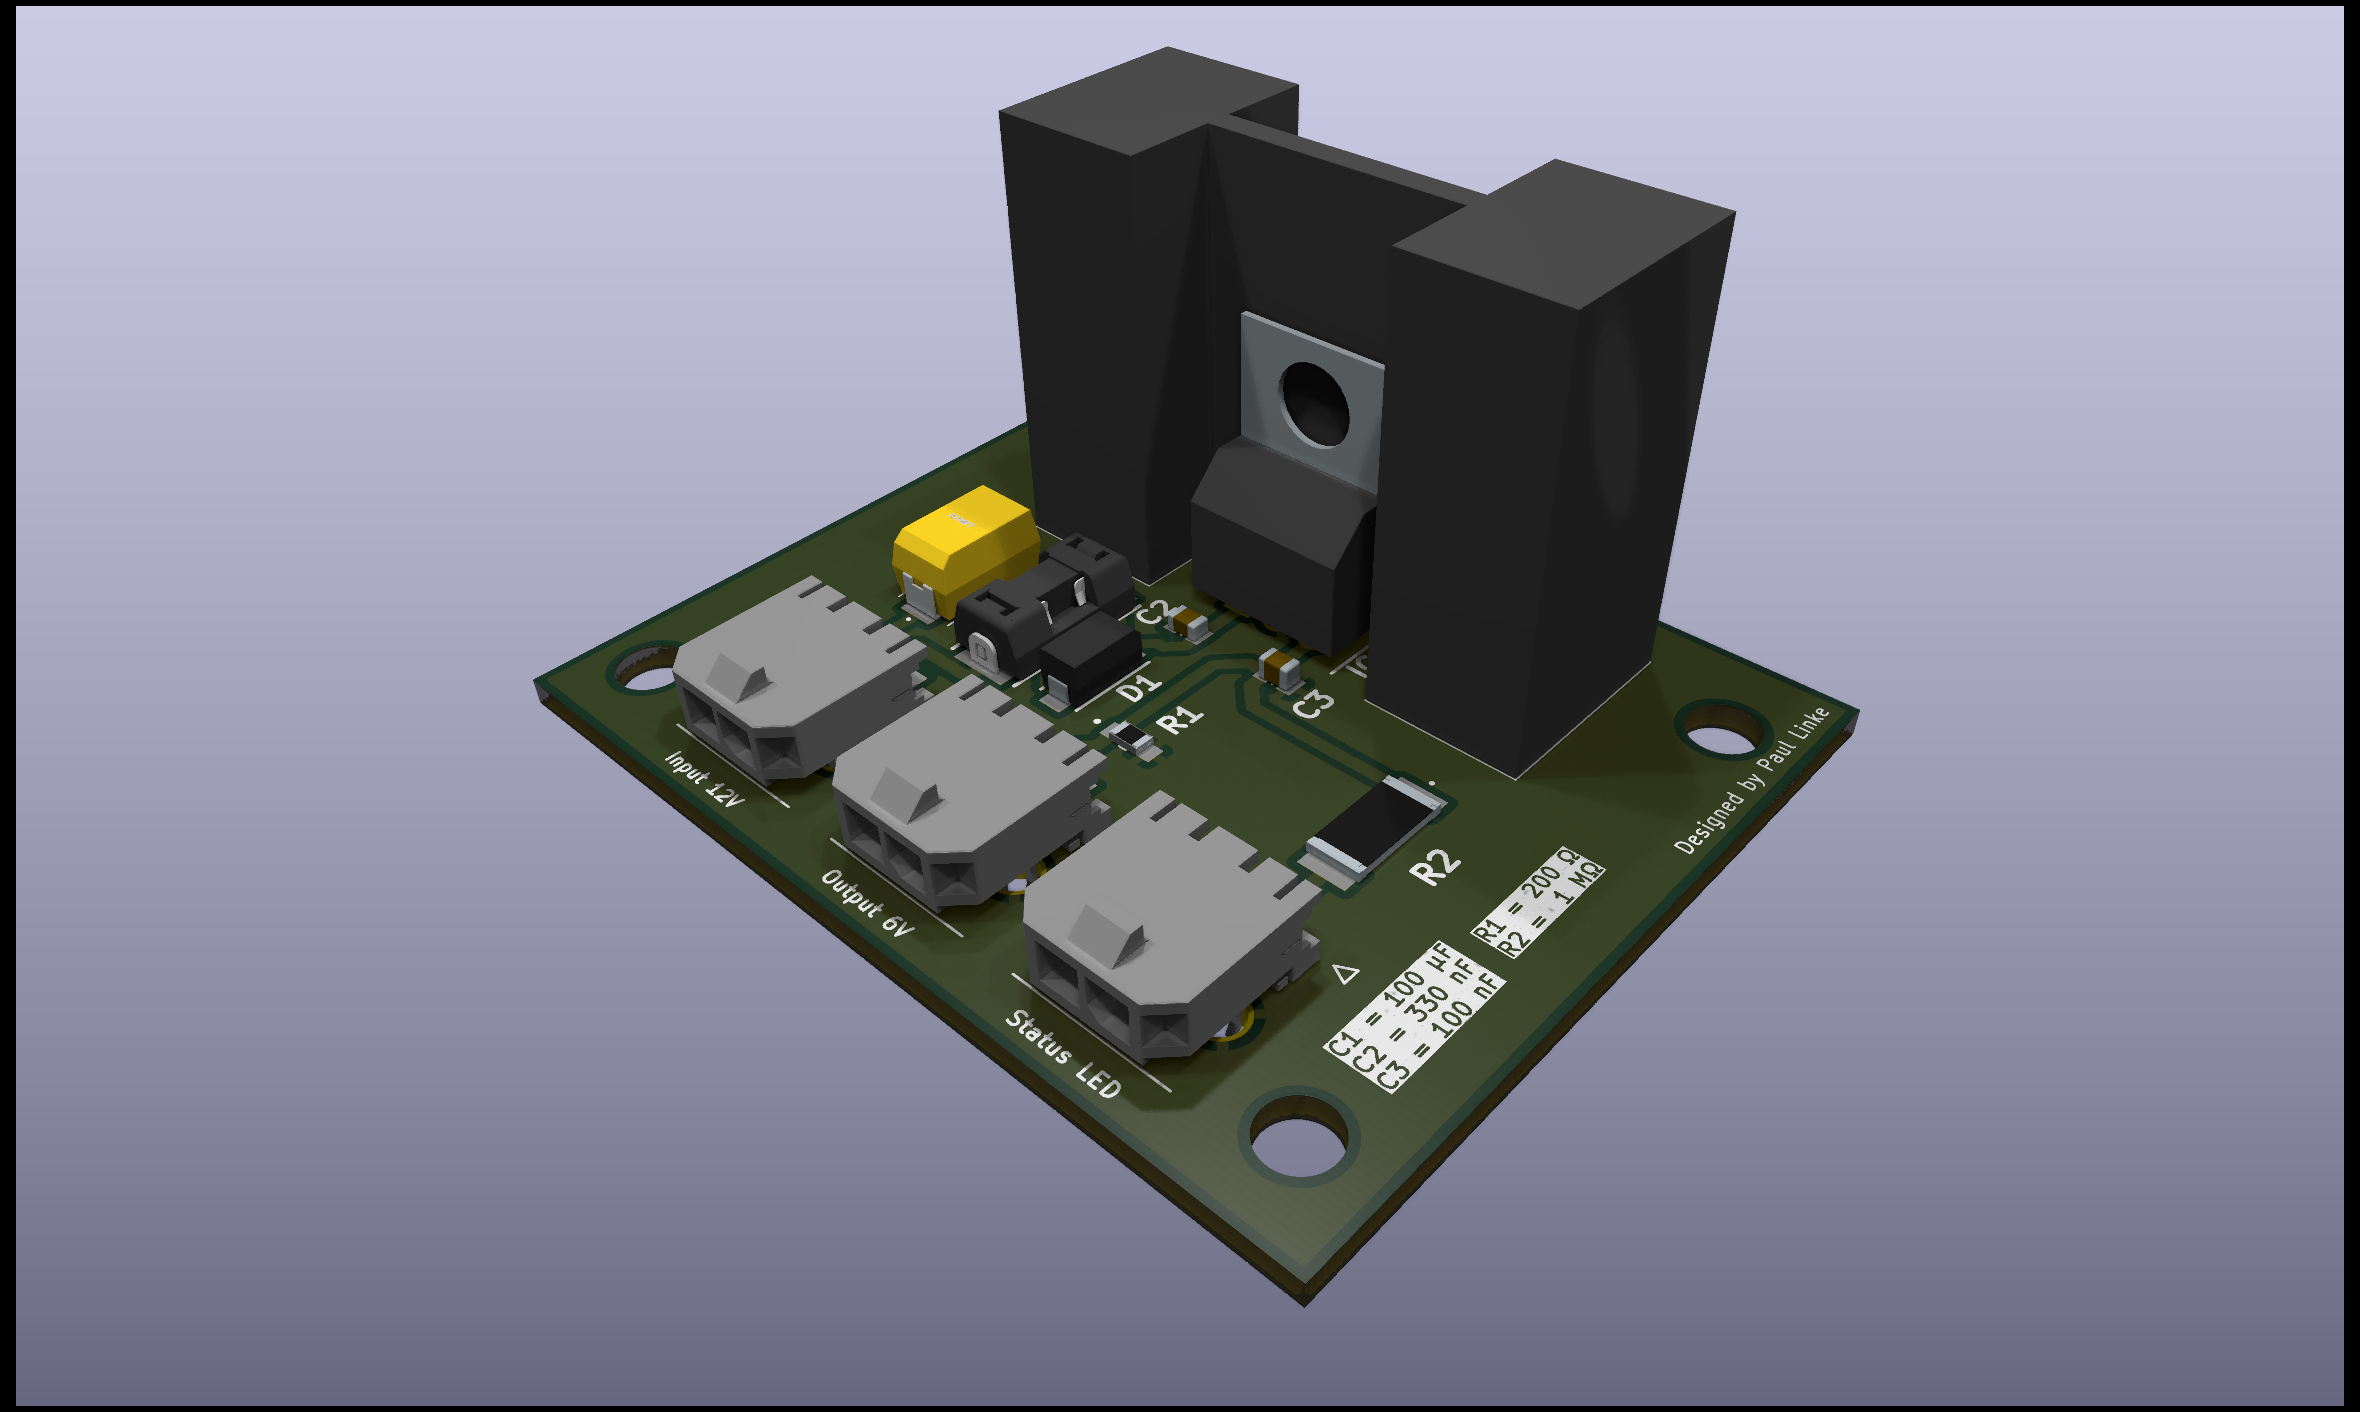 C2
D1
R1
C3
Input 12V
Output 6V
Status LED
R2
Designed by Paul Linke
R1 = 200 Ω
R2 = 1 MΩ
C1 = 100 µF
C2 = 330 nF
C3 = 100 nF